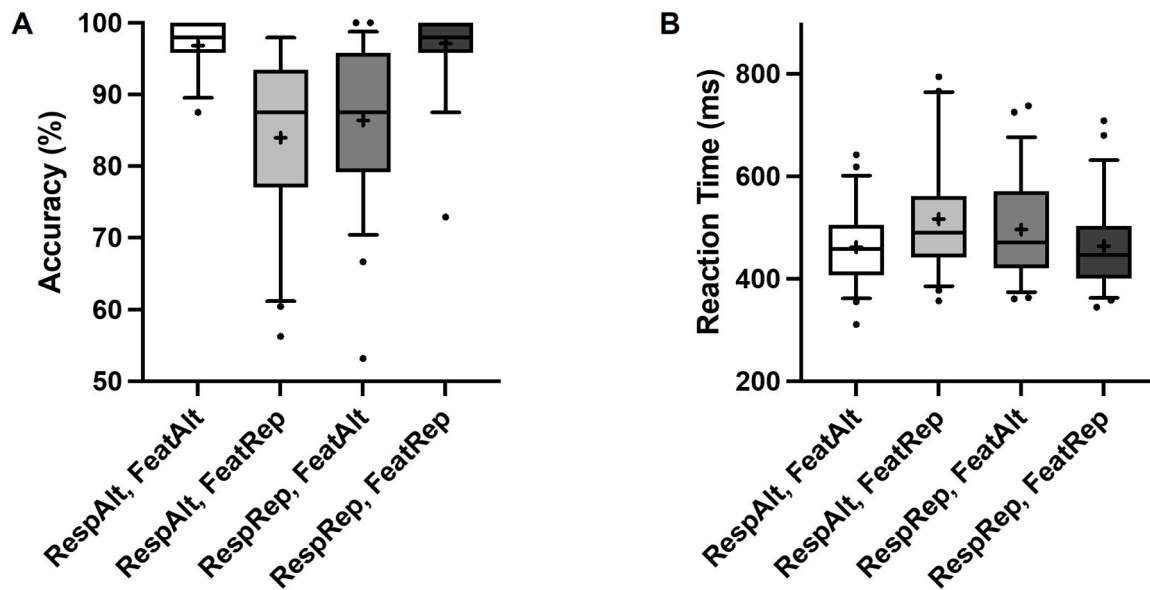 A
Accuracy (%)
100
90
80
70
60
50
RespAlt, FeatAlt
RespAlt, FeatRep
RespRep, FeatAlt
RespRep, FeatRep
B
Reaction Time (ms)
800
600
400
200
RespAlt, FeatAlt
RespAlt, FeatRep
RespRep, FeatAlt
RespRep, FeatRep